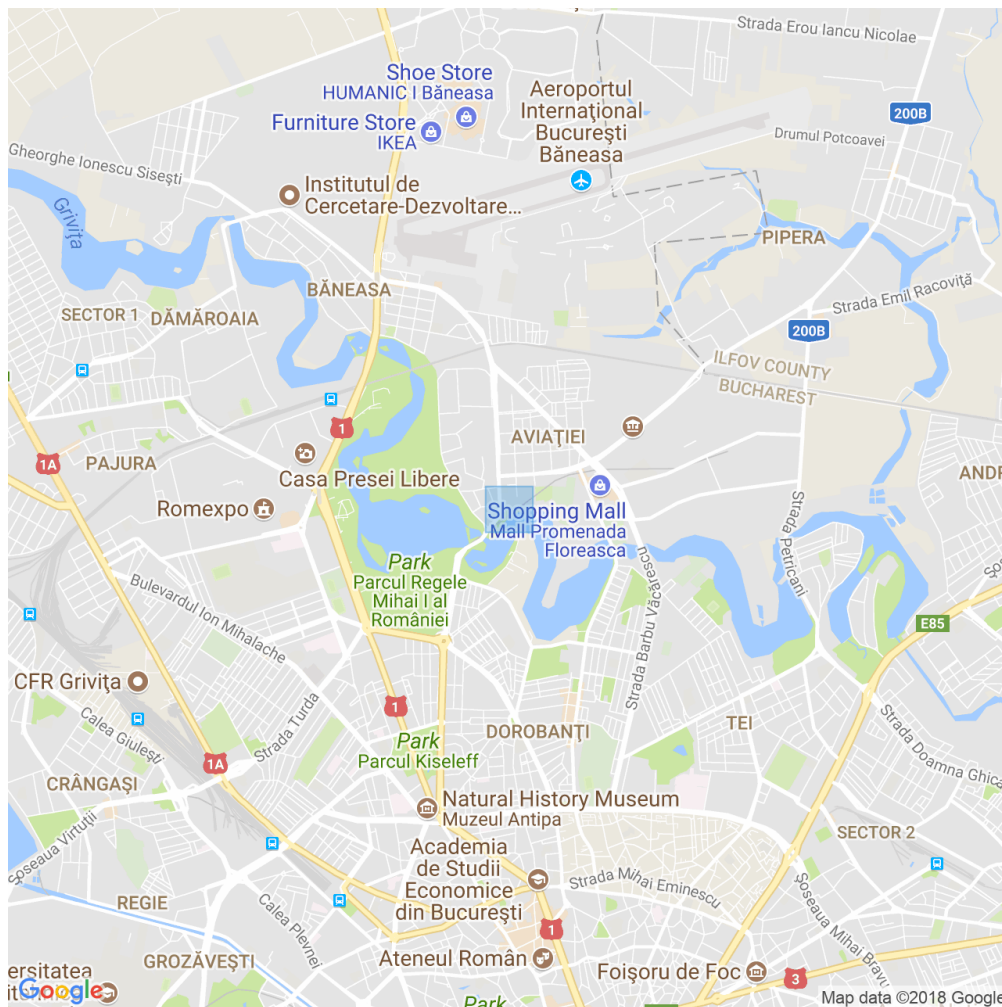 Strada Erou Iancu Nicolae
Shoe Store
HUMANIC I Băneasa
Aeroportul
Internaţional
Bucureşti
Băneasa
200B
Furniture Store
IKEA
Drumul Potcoavei
Gheorghe Ionescu Siseşti
Institutul de
Cercetare-Dezvoltare...
Griviţa
PIPERA
BĂNEASA
Strada Emil Racoviţă
SECTOR 1
DĂMĂROAIA
200B
ILFOV COUNTY
BUCHAREST
1
AVIAŢIEI
1A
PAJURA
Casa Presei Libere
Romexpo
Shopping Mall
Mall Promenada
Floreasca
Strada Petricani
Park
Parcul Regele
Mihai I al
României
Bulevardul Ion Mihalache
Strada Barbu Văcărescu
E85
CFR Griviţa
Calea Giuleşti
Strada Turda
1
DOROBANŢI
TEI
Strada Doamna Ghica
Park
Parcul Kiseleff
1A
CRÂNGAŞI
Natural History Museum
Muzeul Antipa
Şoseaua Virtuţii
SECTOR 2
Academia
de Studii
Economice
din Bucureşti
Strada Mihai Eminescu
Şoseaua Mihai Bravu
REGIE
Calea Plevnei
1
GROZĂVEŞTI
Ateneul Român
Foişoru de Foc
3
Google
Park
Map data ©2018 Google